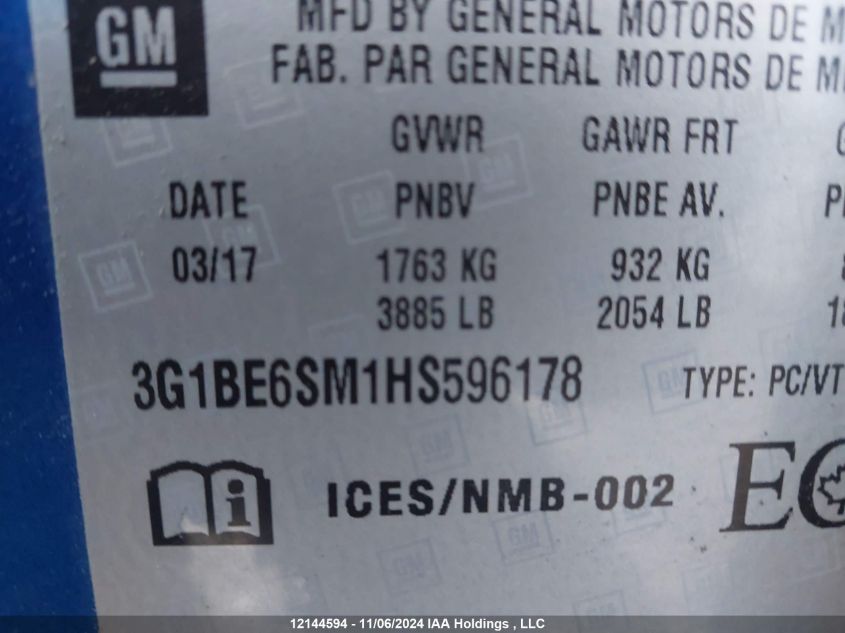 GM
MFD BY GENERAL MOTORS DE
FAB. PAR GENERAL MOTORS DE
GVWR GAWR FRT
DATE PNBV PNBE AV.
03/17 1763 KG 932 KG
3885 LB 2054 LB
3G1BE6SM1HS596178 TYPE: PC/VT
i ICES/NMB-002
12144594 - 11/06/2024 IAA Holdings , LLC